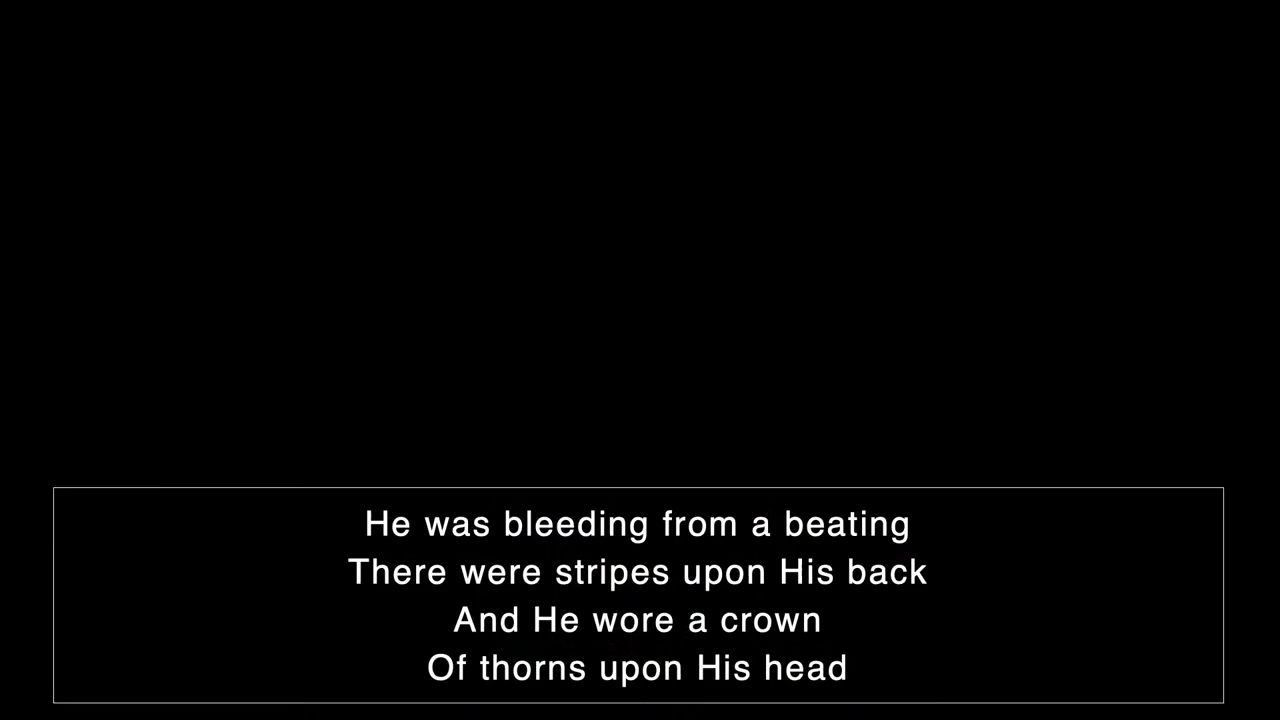 He was bleeding from a beating
There were stripes upon His back
And He wore a crown
Of thorns upon His head